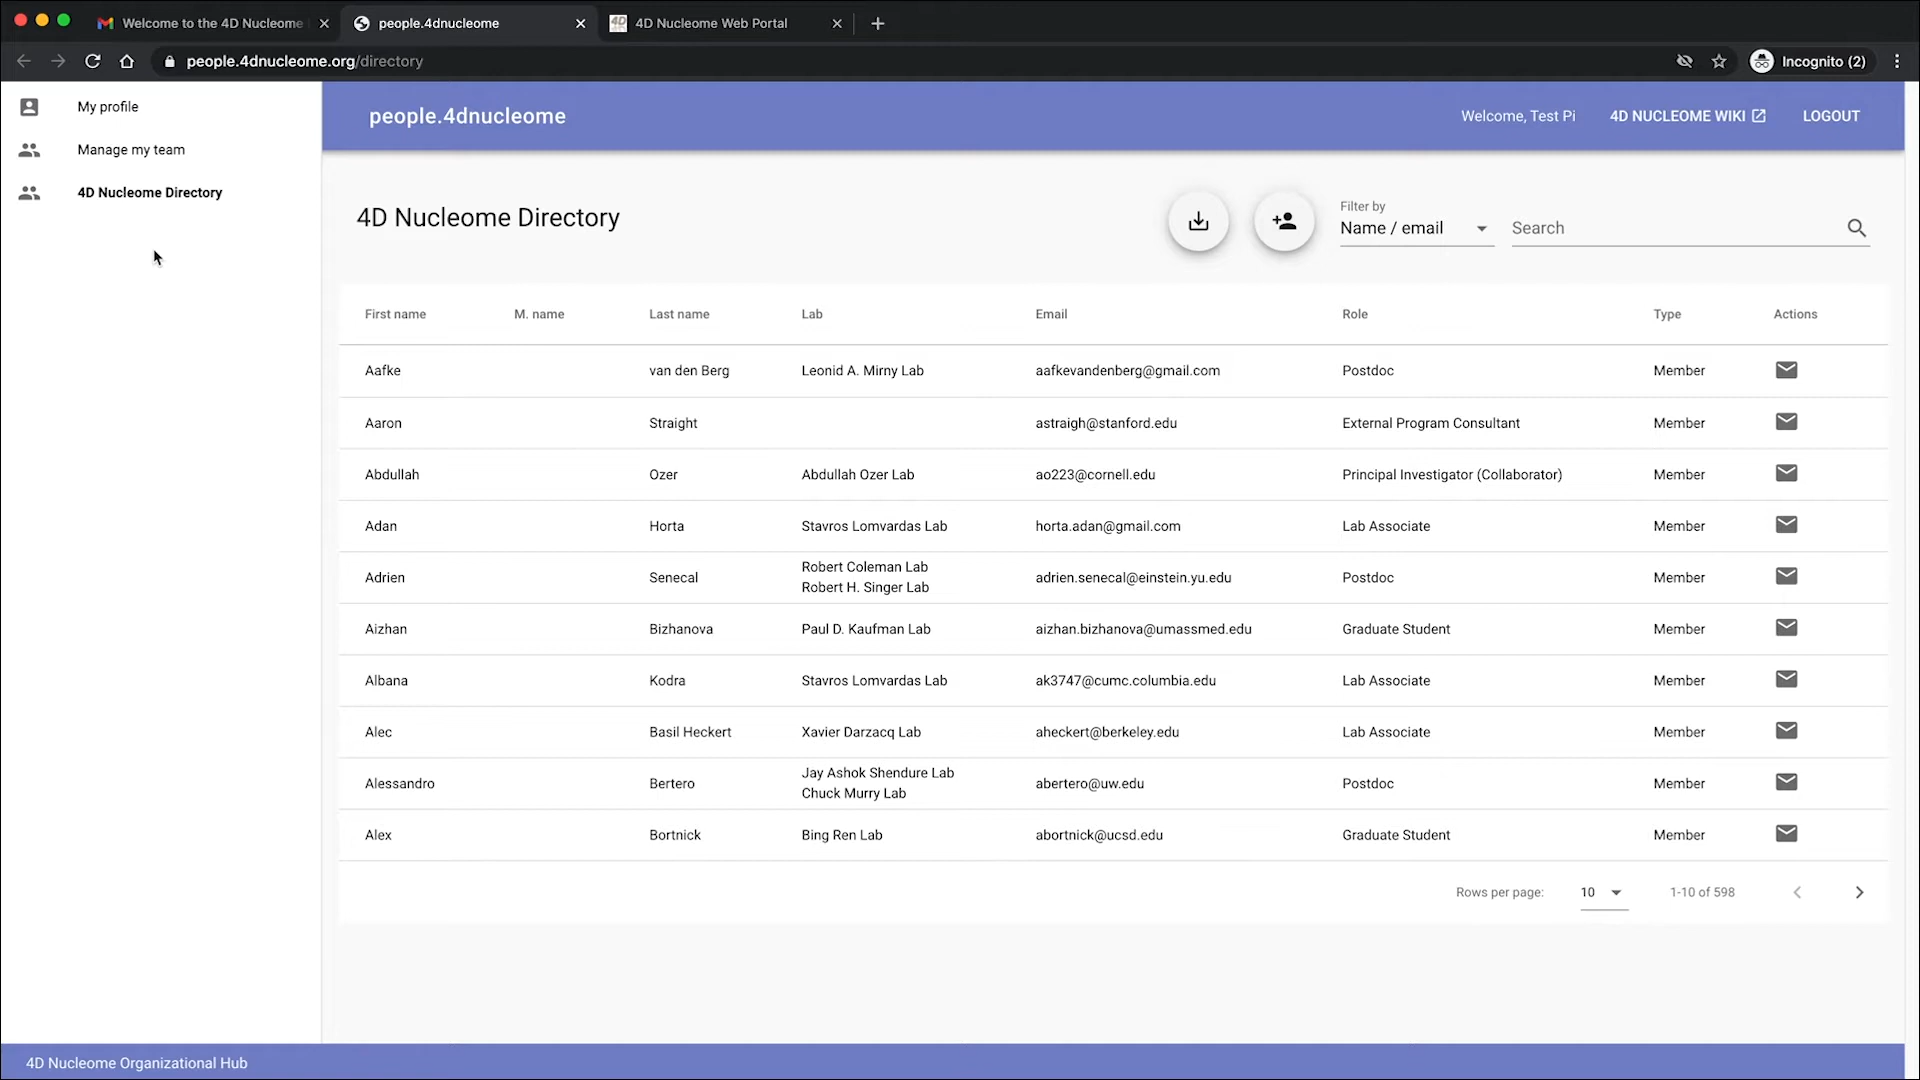 Welcome to the 4D Nucleome
people.4dnucleome
4D Nucleome Web Portal
people.4dnucleome.org/directory
Incognito (2)
My profile
Manage my team
4D Nucleome Directory
people.4dnucleome
Welcome, Test Pi
4D NUCLEOME WIKI
LOGOUT
4D Nucleome Directory
Filter by
Name / email
Search
First name M. name Last name Lab Email Role Type Actions
Aafke van den Berg Leonid A. Mirny Lab aafkevandenberg@gmail.com Postdoc Member
Aaron Straight astraigh@stanford.edu External Program Consultant Member
Abdullah Ozer Abdullah Ozer Lab ao223@cornell.edu Principal Investigator (Collaborator) Member
Adan Horta Stavros Lomvardas Lab horta.adan@gmail.com Lab Associate Member
Adrien Senecal Robert Coleman Lab
Robert H. Singer Lab adrien.senecal@einstein.yu.edu Postdoc Member
Aizhan Bizhanova Paul D. Kaufman Lab aizhan.bizhanova@umassmed.edu Graduate Student Member
Albana Kodra Stavros Lomvardas Lab ak3747@cumc.columbia.edu Lab Associate Member
Alec Basil Heckert Xavier Darzacq Lab aheckert@berkeley.edu Lab Associate Member
Alessandro Bertero Jay Ashok Shendure Lab
Chuck Murry Lab abertero@uw.edu Postdoc Member
Alex Bortnick Bing Ren Lab abortnick@ucsd.edu Graduate Student Member
Rows per page: 10 1-10 of 598
4D Nucleome Organizational Hub